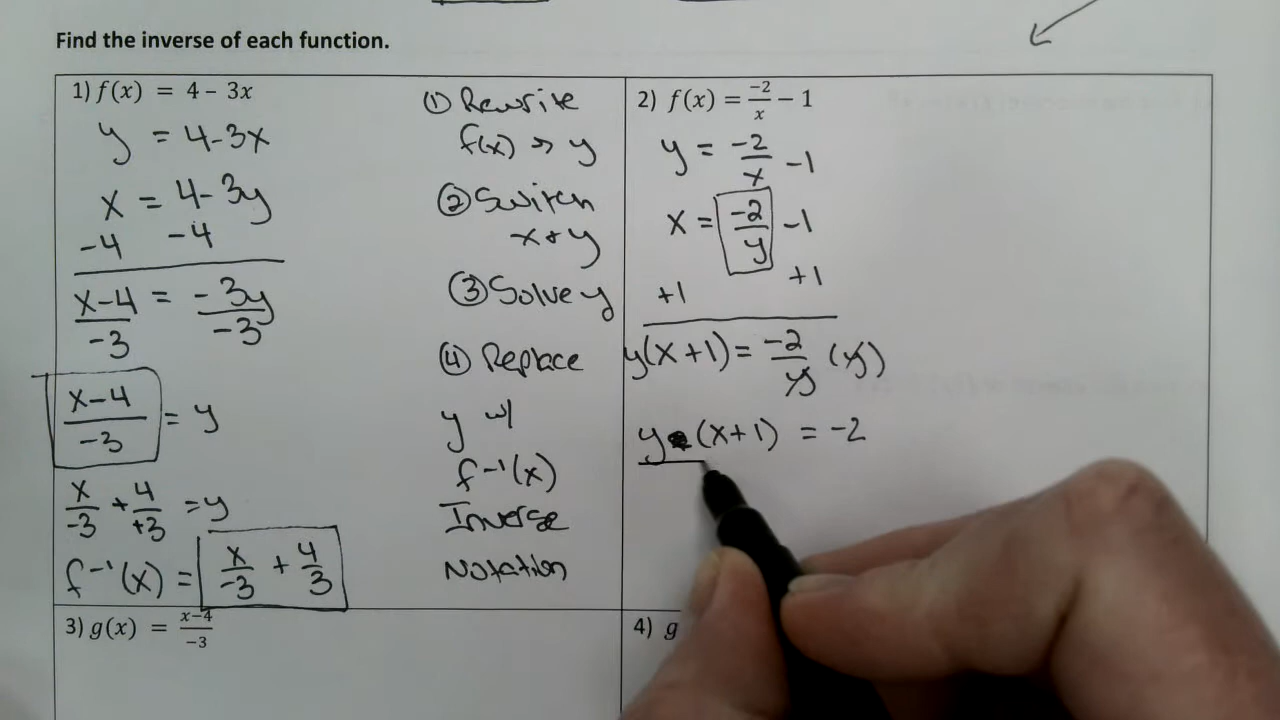 Find the inverse of each function.
1) f(x) = 4 – 3x
y = 4-3x
x = 4-3y
-4 -4
x-4 = -3y
-3 -3
x-4
-3 = y
x/-3 + 4/+3 = y
f⁻¹(x) = x/-3 + 4/3
① Rewrite
f(x) → y
② Switch
x + y
③ Solve y
④ Replace
y w/
f⁻¹(x)
Inverse
Notation
2) f(x) = -2/x – 1
y = -2/x -1
x = -2/y -1
+1 +1
y(x+1) = -2/y (y)
y (x+1) = -2
3) g(x) = x–4/-3
4) g